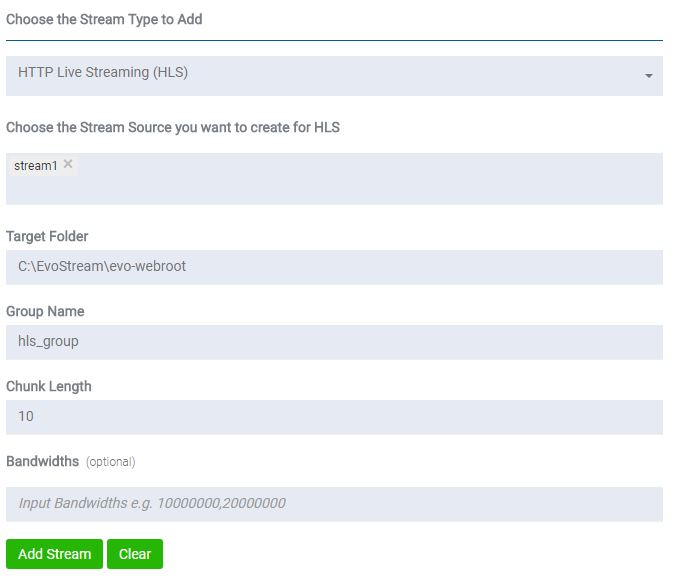 Choose the Stream Type to Add
HTTP Live Streaming (HLS)
Choose the Stream Source you want to create for HLS
stream1 ×
Target Folder
C:\EvoStream\evo-webroot
Group Name
hls_group
Chunk Length
10
Bandwidths (optional)
Input Bandwidths e.g. 10000000,20000000
Add Stream Clear